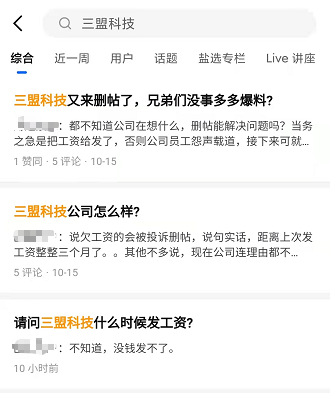 三盟科技
综合 近一周 用户 话题 盐选专栏 Live 讲座
三盟科技又来删帖了，兄弟们没事多多爆料?
：都不知道公司在想什么，删帖能解决问题吗？当务
之急是把工资给发了，否则公司员工怨声载道，接下来可就...
1 赞同 · 5 评论 · 10-15
三盟科技公司怎么样?
：说欠工资的会被投诉删帖，说句实话，距离上次发
工资整整三个月了。。其他不多说，现在公司连理由都不...
5 评论 · 10-15
请问三盟科技什么时候发工资?
：不知道，没钱发不了。
10 小时前